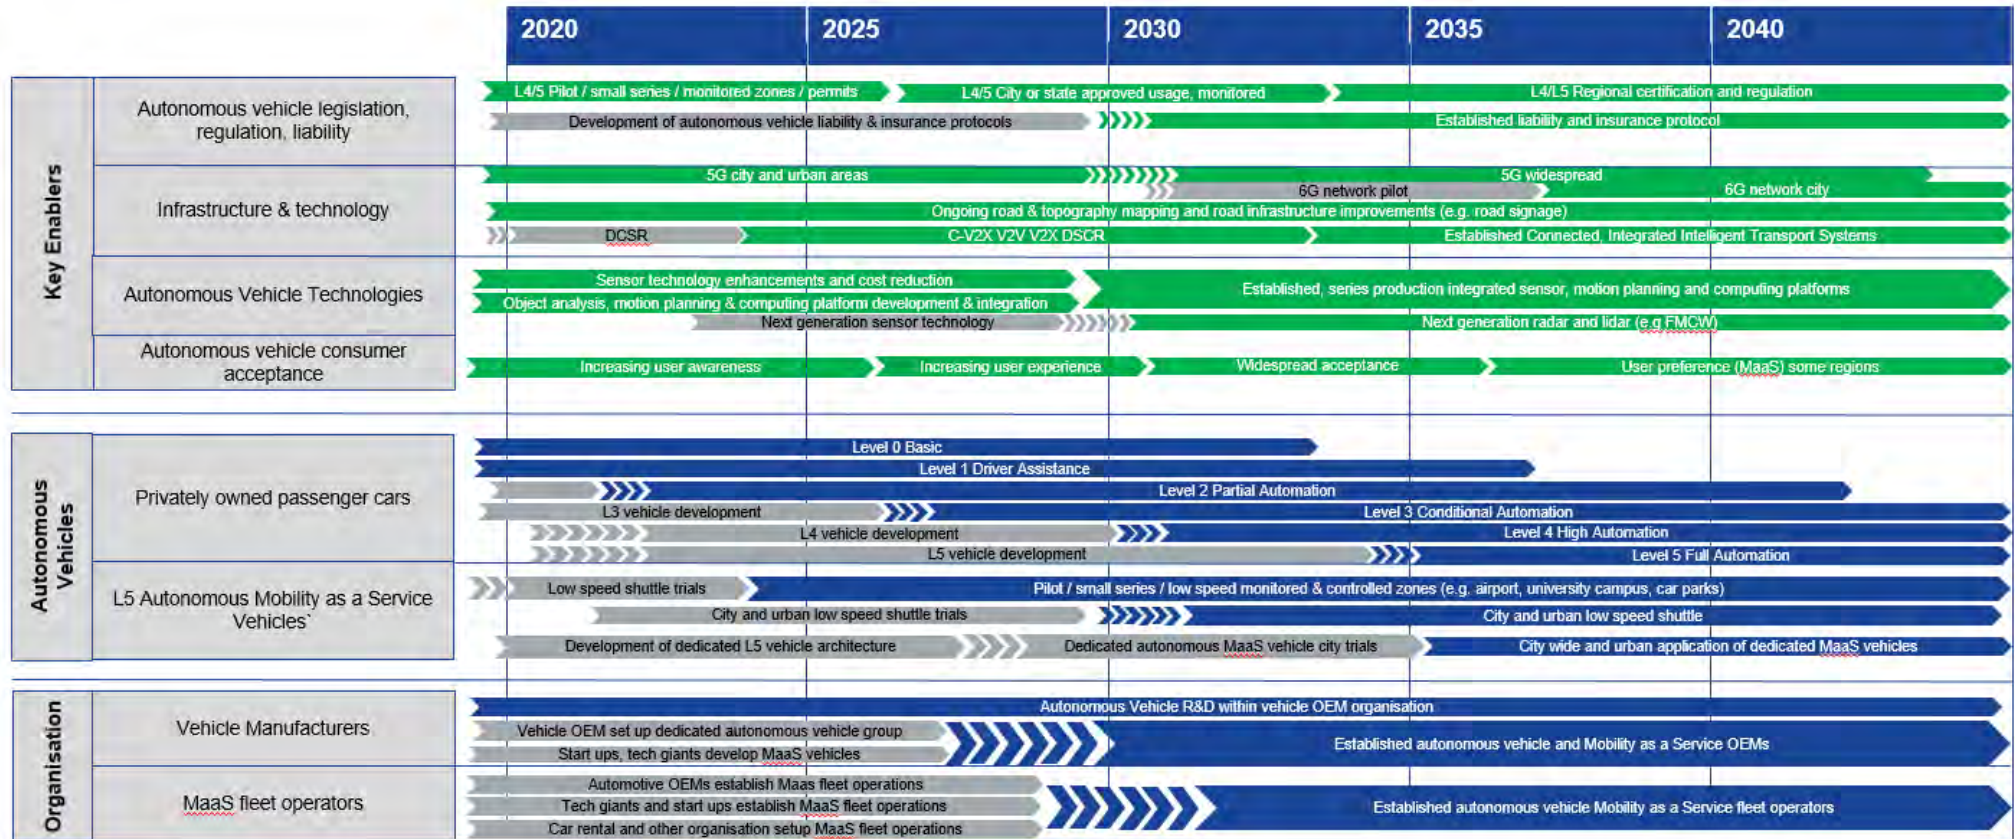 2020 2025 2030 2035 2040
Key Enablers
Autonomous vehicle legislation,
regulation, liability
L4/5 Pilot / small series / monitored zones / permits
L4/5 City or state approved usage, monitored
L4/L5 Regional certification and regulation
Development of autonomous vehicle liability & insurance protocols
Established liability and insurance protocol
Infrastructure & technology
5G city and urban areas
5G widespread
6G network pilot
6G network city
Ongoing road & topography mapping and road infrastructure improvements (e.g. road signage)
DCSR
C-V2X V2V V2X DSCR
Established Connected, Integrated Intelligent Transport Systems
Autonomous Vehicle Technologies
Sensor technology enhancements and cost reduction
Object analysis, motion planning & computing platform development & integration
Established, series production integrated sensor, motion planning and computing platforms
Next generation sensor technology
Next generation radar and lidar (e.g FMCW)
Autonomous vehicle consumer
acceptance
Increasing user awareness
Increasing user experience
Widespread acceptance
User preference (MaaS) some regions
Autonomous
Vehicles
Privately owned passenger cars
Level 0 Basic
Level 1 Driver Assistance
Level 2 Partial Automation
L3 vehicle development
Level 3 Conditional Automation
L4 vehicle development
Level 4 High Automation
L5 vehicle development
Level 5 Full Automation
L5 Autonomous Mobility as a Service
Vehicles`
Low speed shuttle trials
Pilot / small series / low speed monitored & controlled zones (e.g. airport, university campus, car parks)
City and urban low speed shuttle trials
City and urban low speed shuttle
Development of dedicated L5 vehicle architecture
Dedicated autonomous MaaS vehicle city trials
City wide and urban application of dedicated MaaS vehicles
Organisation
Vehicle Manufacturers
Autonomous Vehicle R&D within vehicle OEM organisation
Vehicle OEM set up dedicated autonomous vehicle group
Start ups, tech giants develop MaaS vehicles
Established autonomous vehicle and Mobility as a Service OEMs
MaaS fleet operators
Automotive OEMs establish Maas fleet operations
Tech giants and start ups establish MaaS fleet operations
Car rental and other organisation setup MaaS fleet operations
Established autonomous vehicle Mobility as a Service fleet operators